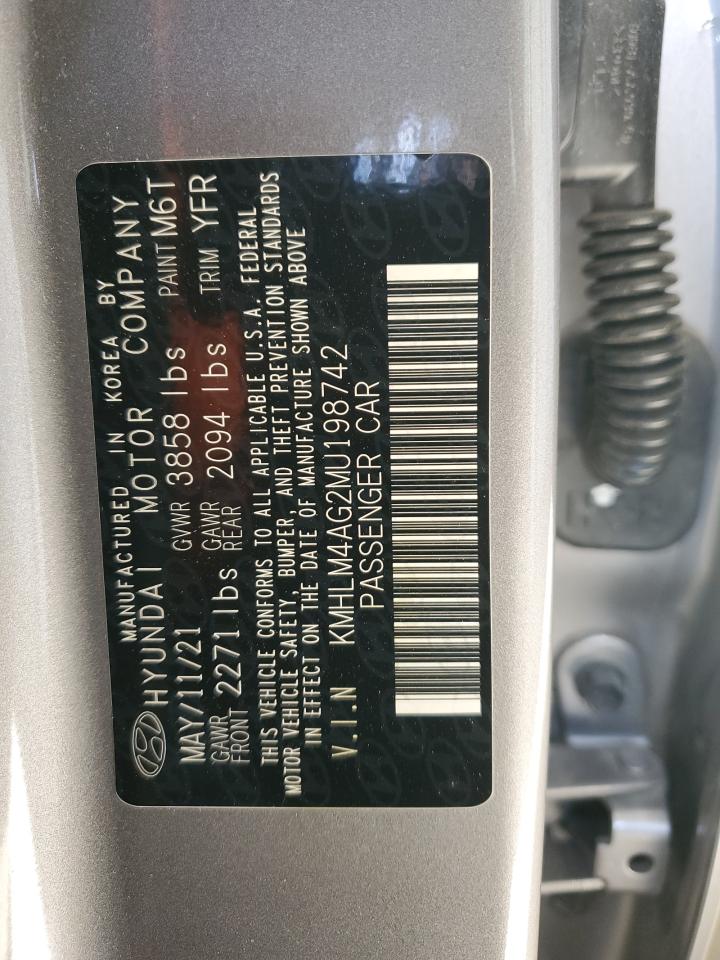 MANUFACTURED IN KOREA BY
HYUNDAI MOTOR COMPANY
MAY/11/21 GVWR 3858 lbs PAINT M6T
GAWR FRONT 2271 lbs GAWR REAR 2094 lbs TRIM YFR
THIS VEHICLE CONFORMS TO ALL APPLICABLE U.S.A. FEDERAL
MOTOR VEHICLE SAFETY, BUMPER, AND THEFT PREVENTION STANDARDS
IN EFFECT ON THE DATE OF MANUFACTURE SHOWN ABOVE
V.I.N KMHLM4AG2MU198742
PASSENGER CAR